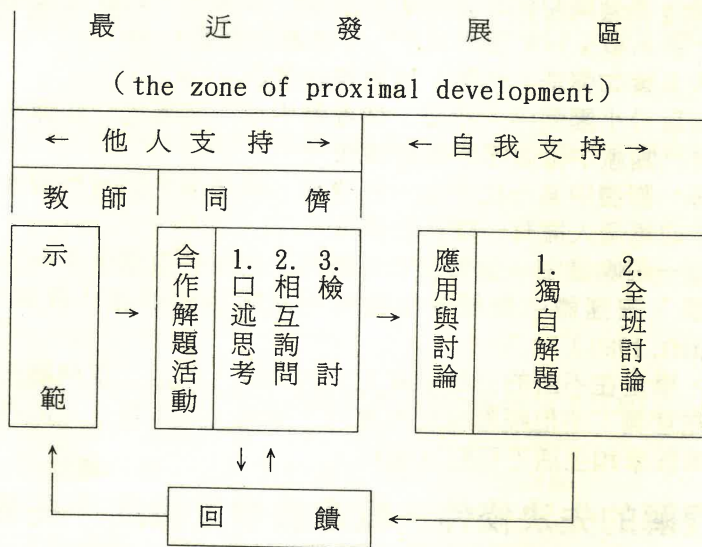 最近發展區
(the zone of proximal development)
← 他人支持 →
← 自我支持 →
教師
同儕
示範
→
合作解題活動
1.口述思考
2.相互詢問
3.檢討
→
應用與討論
1.獨自解題
2.全班討論
↓↑
回饋